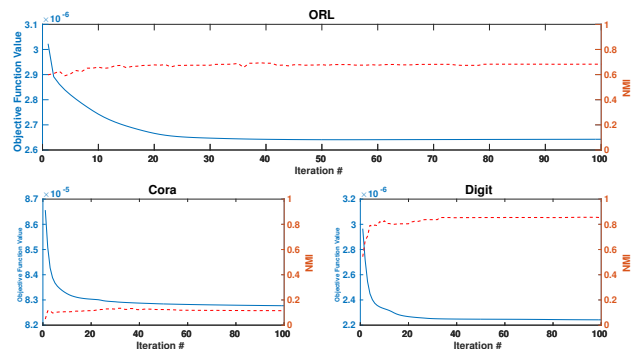 ORL
×10⁻⁶
3.1
3
2.9
2.8
2.7
2.6
Objective Function Value
1
0.8
0.6
0.4
0.2
0
NMI
0 10 20 30 40 50 60 70 80 90 100
Iteration #
Cora
×10⁻⁵
8.7
8.6
8.5
8.4
8.3
8.2
Objective Function Value
1
0.8
0.6
0.4
0.2
0
NMI
0 20 40 60 80 100
Iteration #
Digit
×10⁻⁶
3.2
3
2.8
2.6
2.4
2.2
Objective Function Value
1
0.8
0.6
0.4
0.2
0
NMI
0 20 40 60 80 100
Iteration #